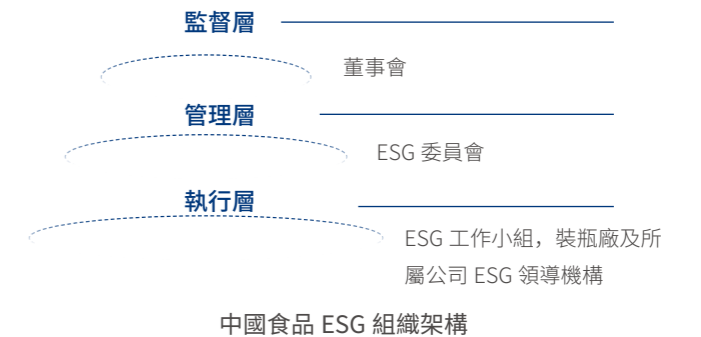 監督層
董事會
管理層
ESG 委員會
執行層
ESG 工作小組，裝瓶廠及所
屬公司 ESG 領導機構
中國食品 ESG 組織架構